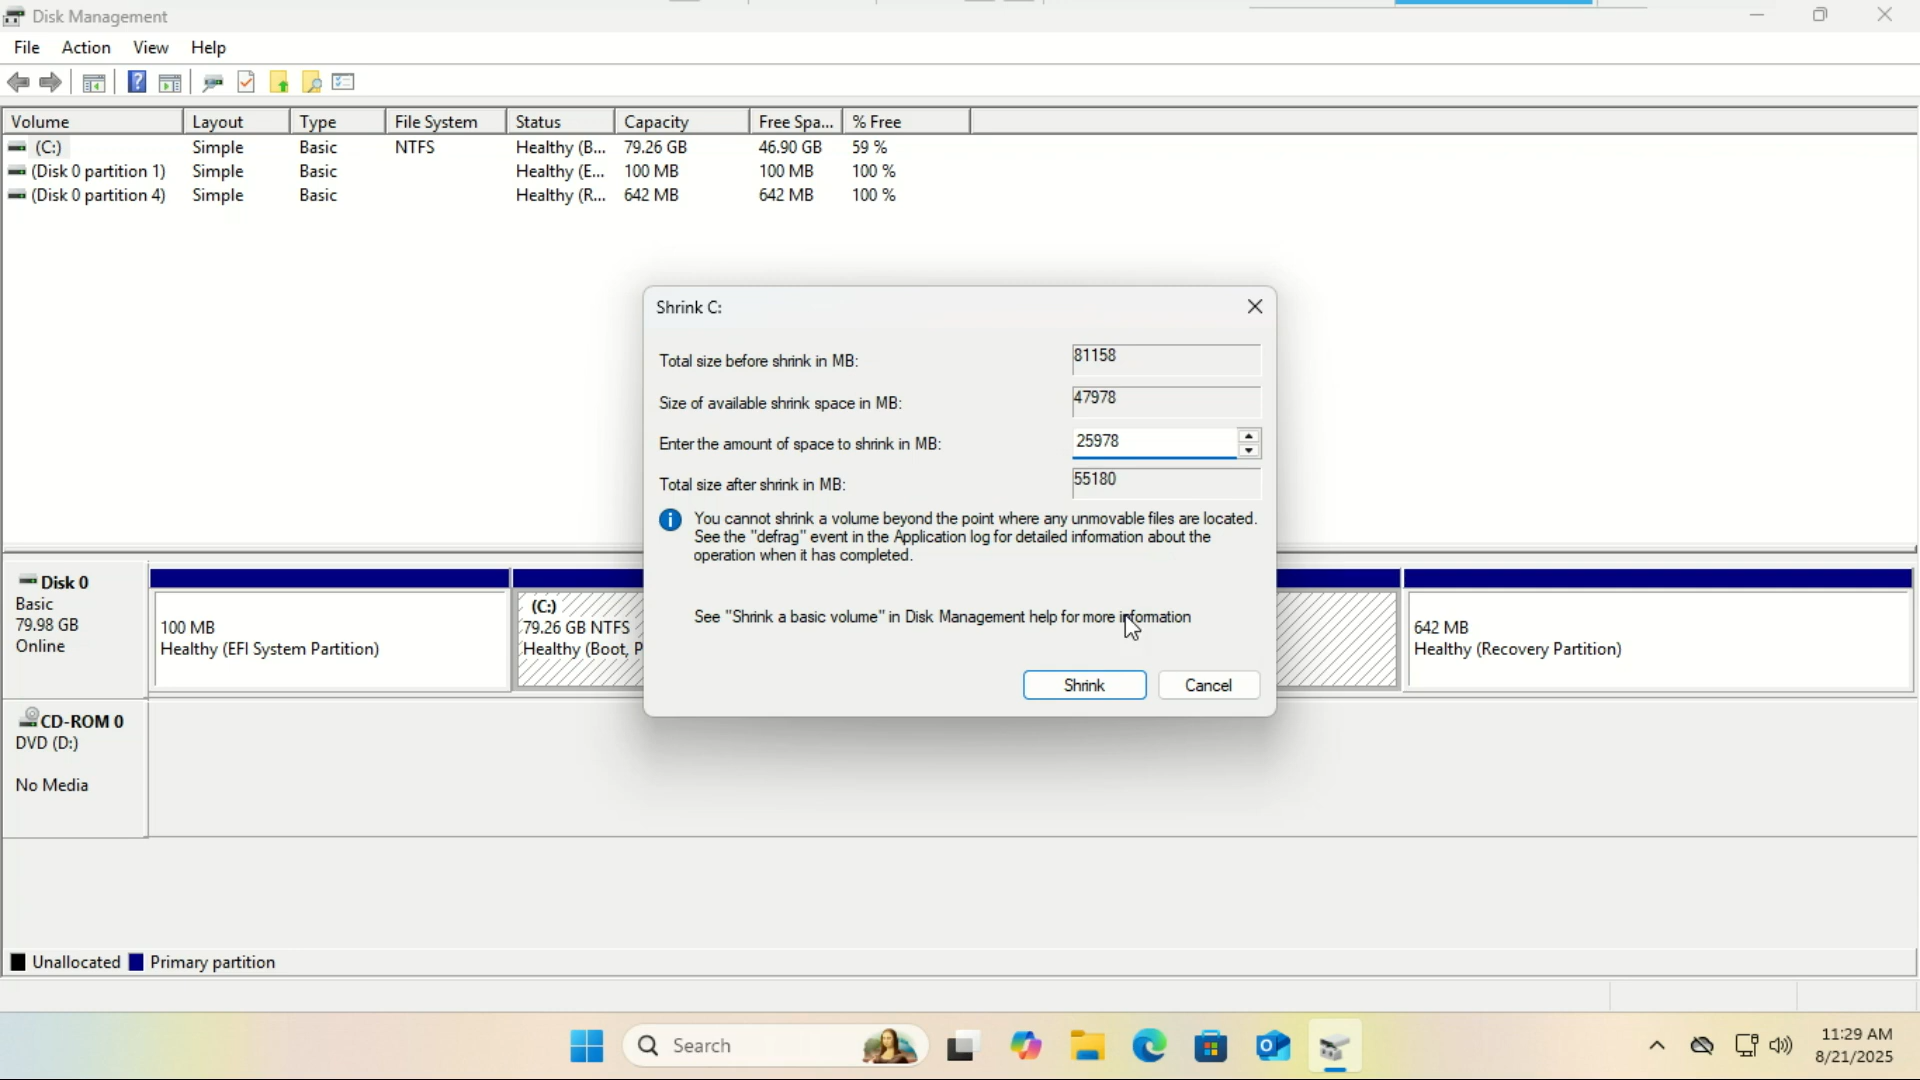 Disk Management
File Action View Help
Volume Layout Type File System Status Capacity Free Spa... % Free
(C:) Simple Basic NTFS Healthy (B... 79.26 GB 46.90 GB 59 %
(Disk 0 partition 1) Simple Basic Healthy (E... 100 MB 100 MB 100 %
(Disk 0 partition 4) Simple Basic Healthy (R... 642 MB 642 MB 100 %
Shrink C:
Total size before shrink in MB: 81158
Size of available shrink space in MB: 47978
Enter the amount of space to shrink in MB: 25978
Total size after shrink in MB: 55180
You cannot shrink a volume beyond the point where any unmovable files are located.
See the "defrag" event in the Application log for detailed information about the
operation when it has completed.
See "Shrink a basic volume" in Disk Management help for more information
Shrink Cancel
Disk 0
Basic
79.98 GB
Online
100 MB
Healthy (EFI System Partition)
(C:)
79.26 GB NTFS
Healthy (Boot, P
642 MB
Healthy (Recovery Partition)
CD-ROM 0
DVD (D:)
No Media
Unallocated Primary partition
Search
11:29 AM
8/21/2025